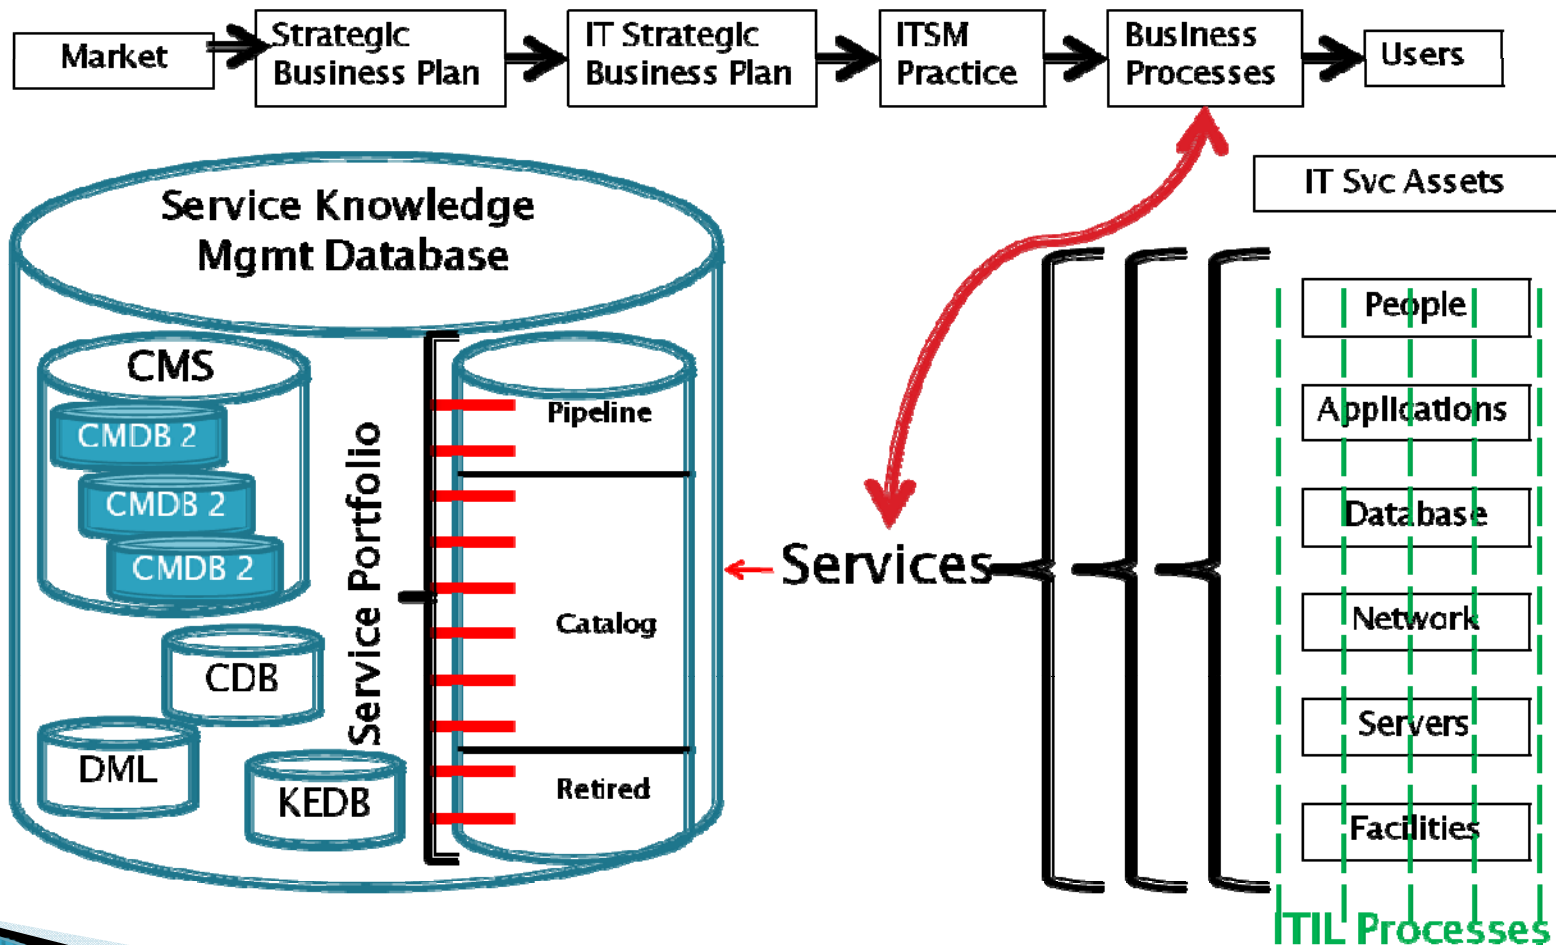 Market
Strategic
Business Plan
IT Strategic
Business Plan
ITSM
Practice
Business
Processes
Users
IT Svc Assets
Service Knowledge
Mgmt Database
CMS
CMDB 2
CMDB 2
CMDB 2
CDB
DML
KEDB
Service Portfolio
Pipeline
Catalog
Retired
Services
People
Applications
Database
Network
Servers
Facilities
ITIL Processes